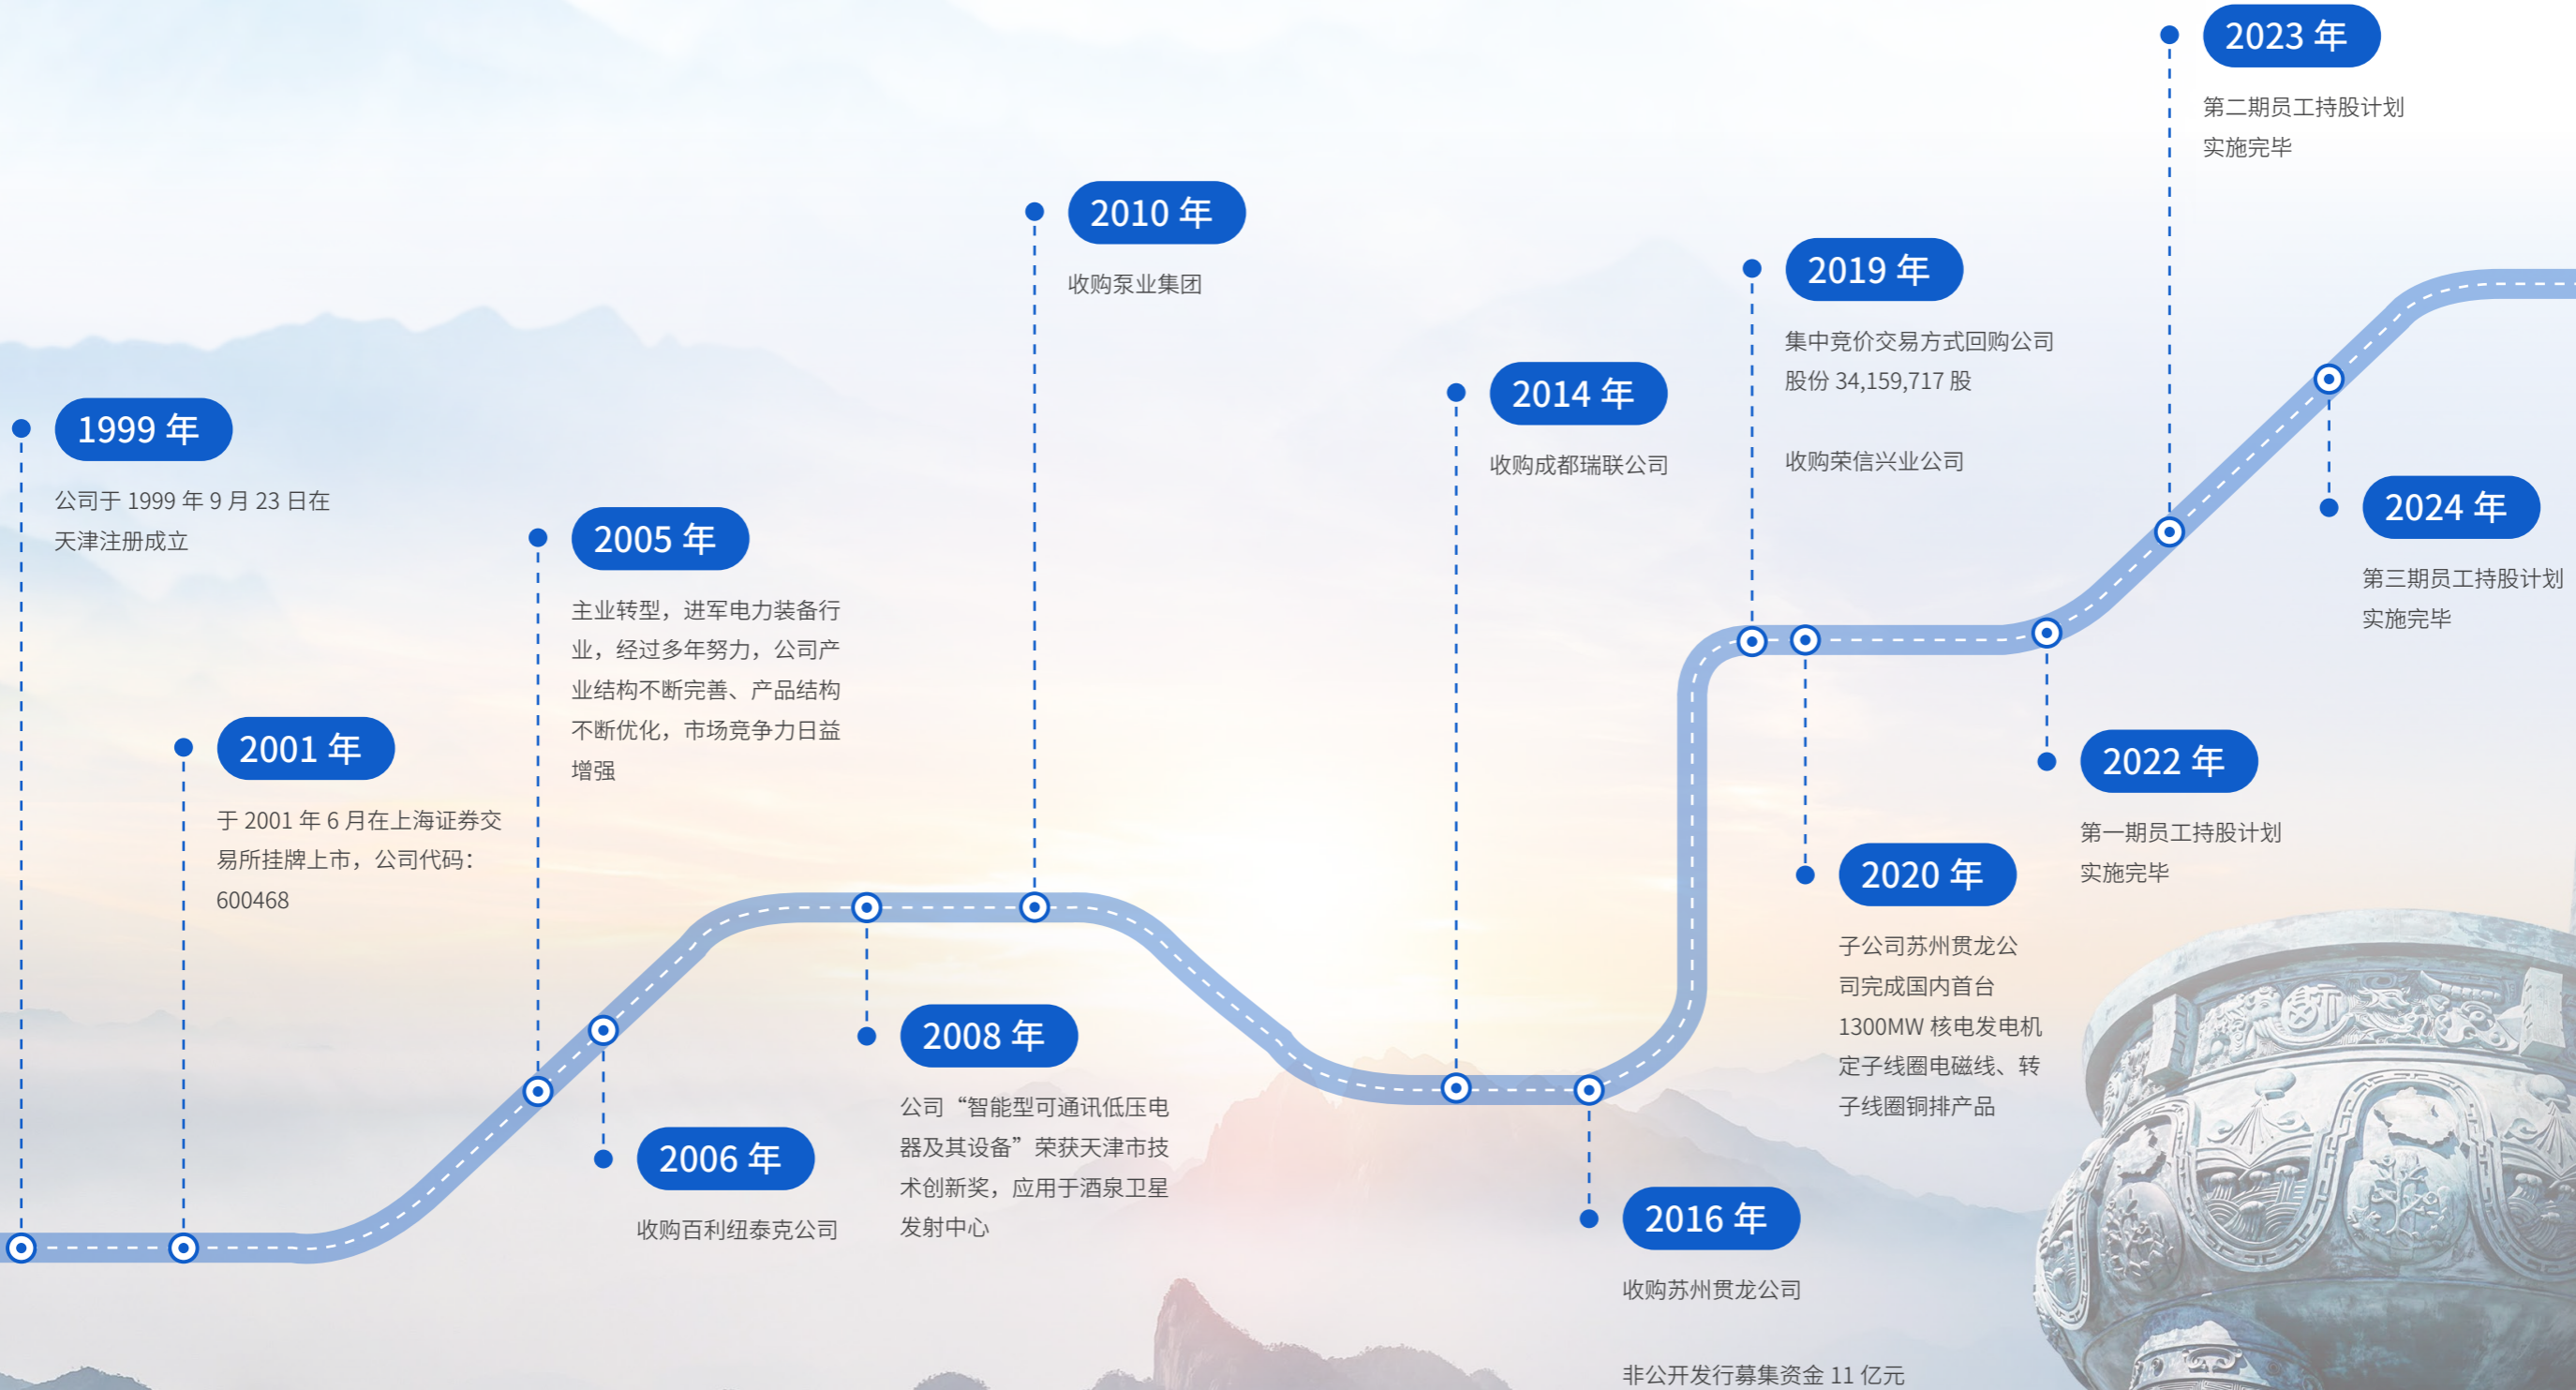 1999 年
公司于 1999 年 9 月 23 日在
天津注册成立
2001 年
于 2001 年 6 月在上海证券交
易所挂牌上市，公司代码：
600468
2005 年
主业转型，进军电力装备行
业，经过多年努力，公司产
业结构不断完善、产品结构
不断优化，市场竞争力日益
增强
2006 年
收购百利纽泰克公司
2008 年
公司“智能型可通讯低压电
器及其设备”荣获天津市技
术创新奖，应用于酒泉卫星
发射中心
2010 年
收购泵业集团
2014 年
收购成都瑞联公司
2016 年
收购苏州贯龙公司
非公开发行募集资金 11 亿元
2019 年
集中竞价交易方式回购公司
股份 34,159,717 股
收购荣信兴业公司
2020 年
子公司苏州贯龙公
司完成国内首台
1300MW 核电发电机
定子线圈电磁线、转
子线圈铜排产品
2022 年
第一期员工持股计划
实施完毕
2023 年
第二期员工持股计划
实施完毕
2024 年
第三期员工持股计划
实施完毕